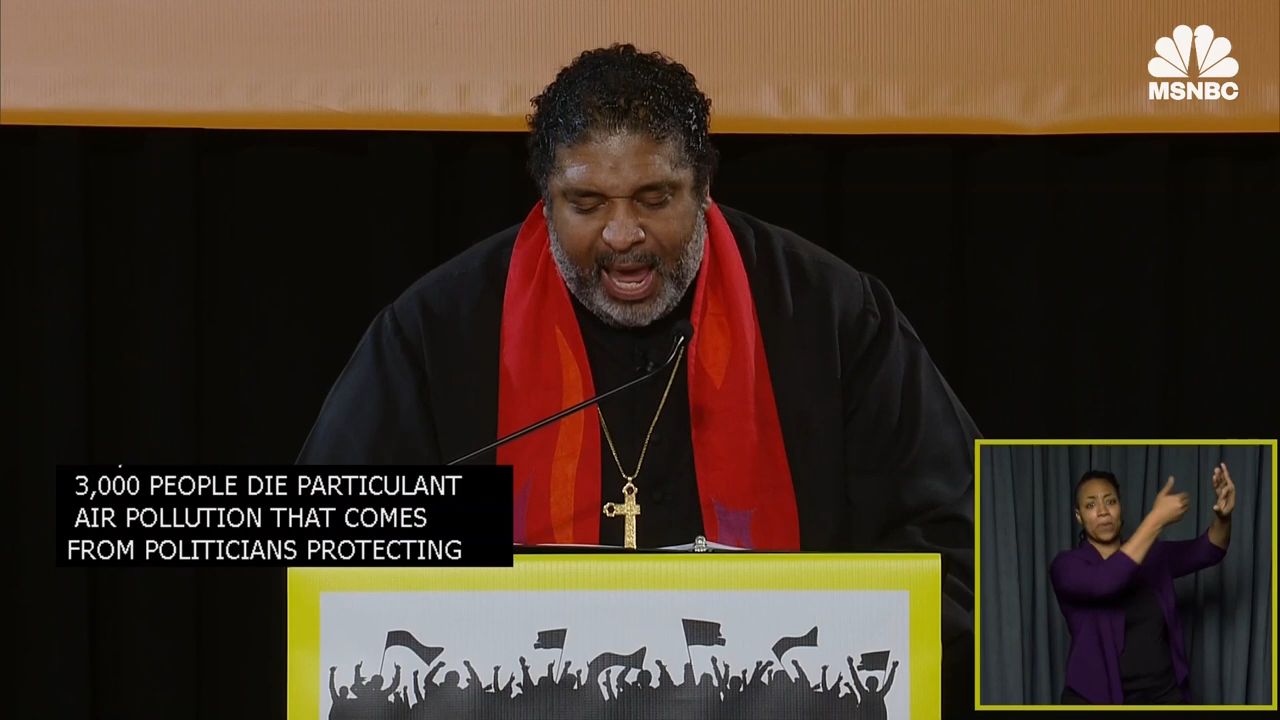 MSNBC
3,000 PEOPLE DIE PARTICULANT
AIR POLLUTION THAT COMES
FROM POLITICIANS PROTECTING